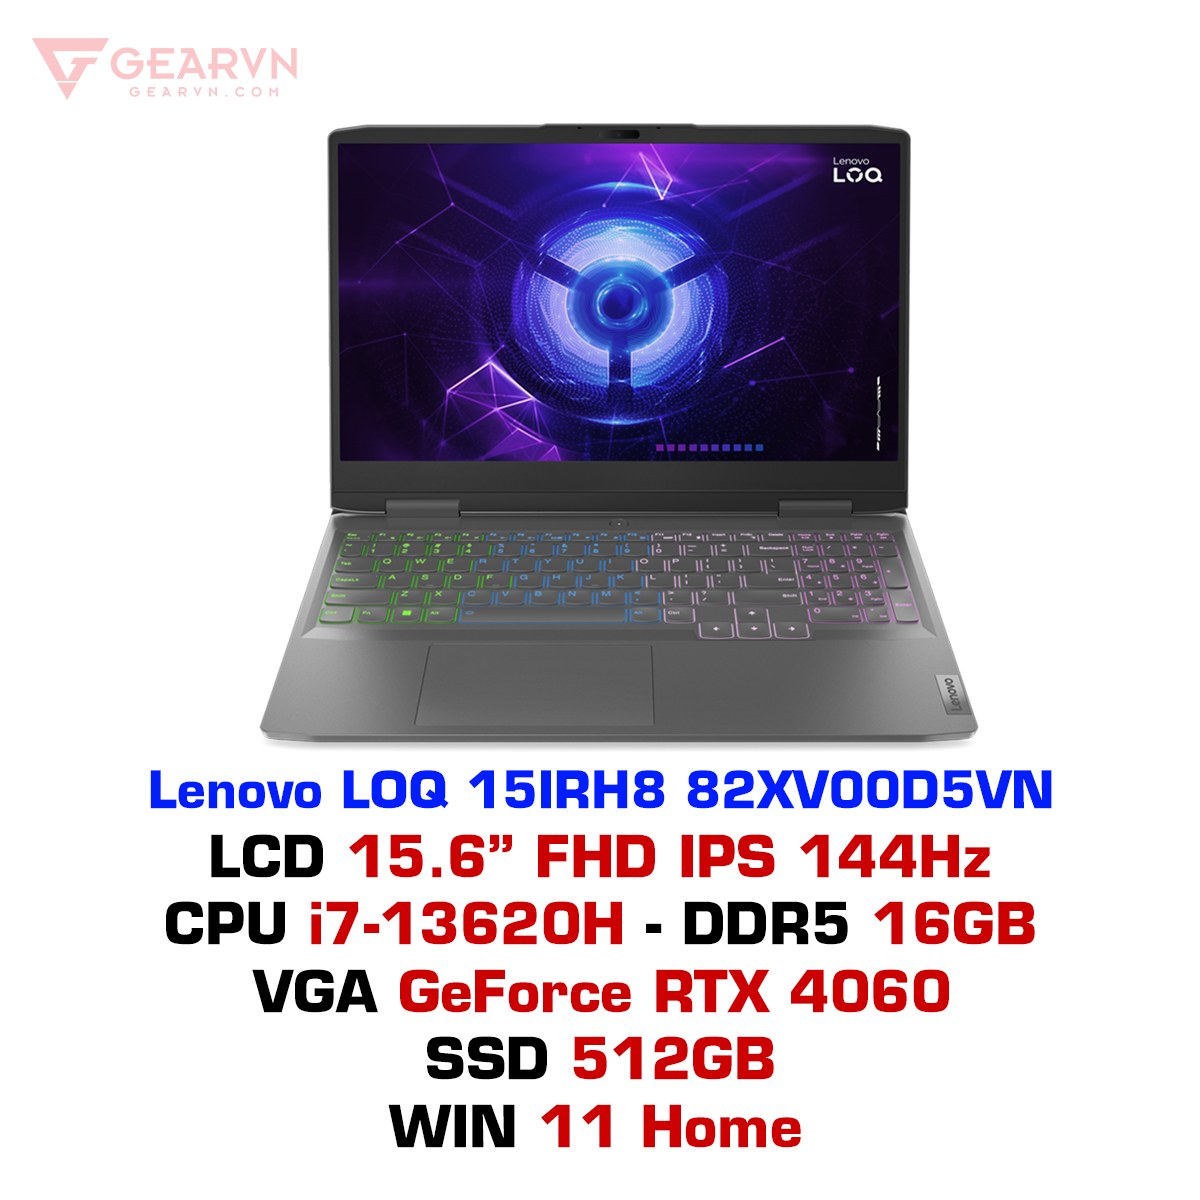 GEARVN
GEARVN.COM
Lenovo
LOQ
Lenovo
Lenovo LOQ 15IRH8 82XV00D5VN
LCD 15.6” FHD IPS 144Hz
CPU i7-13620H - DDR5 16GB
VGA GeForce RTX 4060
SSD 512GB
WIN 11 Home